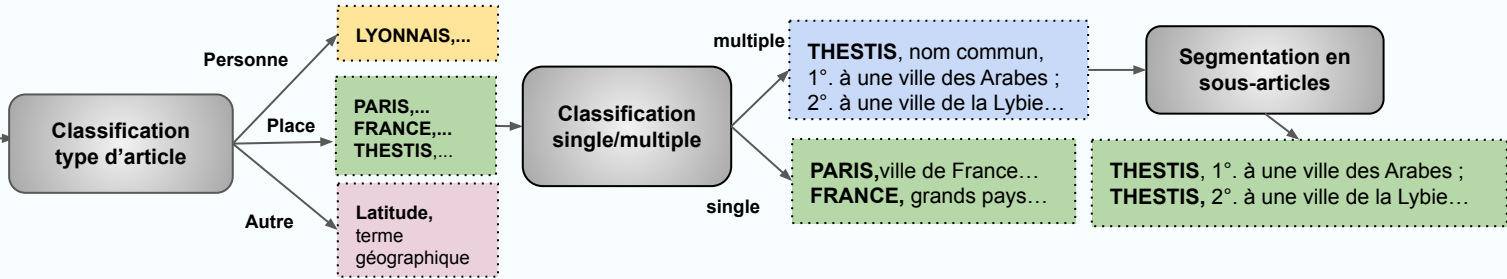 Classification
type d'article
Personne
Place
Autre
LYONNAIS,...
PARIS,...
FRANCE,...
THESTIS,...
Latitude,
terme
géographique
Classification
single/multiple
multiple
single
THESTIS, nom commun,
1°. à une ville des Arabes ;
2°. à une ville de la Lybie…
PARIS,ville de France…
FRANCE, grands pays…
Segmentation en
sous-articles
THESTIS, 1°. à une ville des Arabes ;
THESTIS, 2°. à une ville de la Lybie…